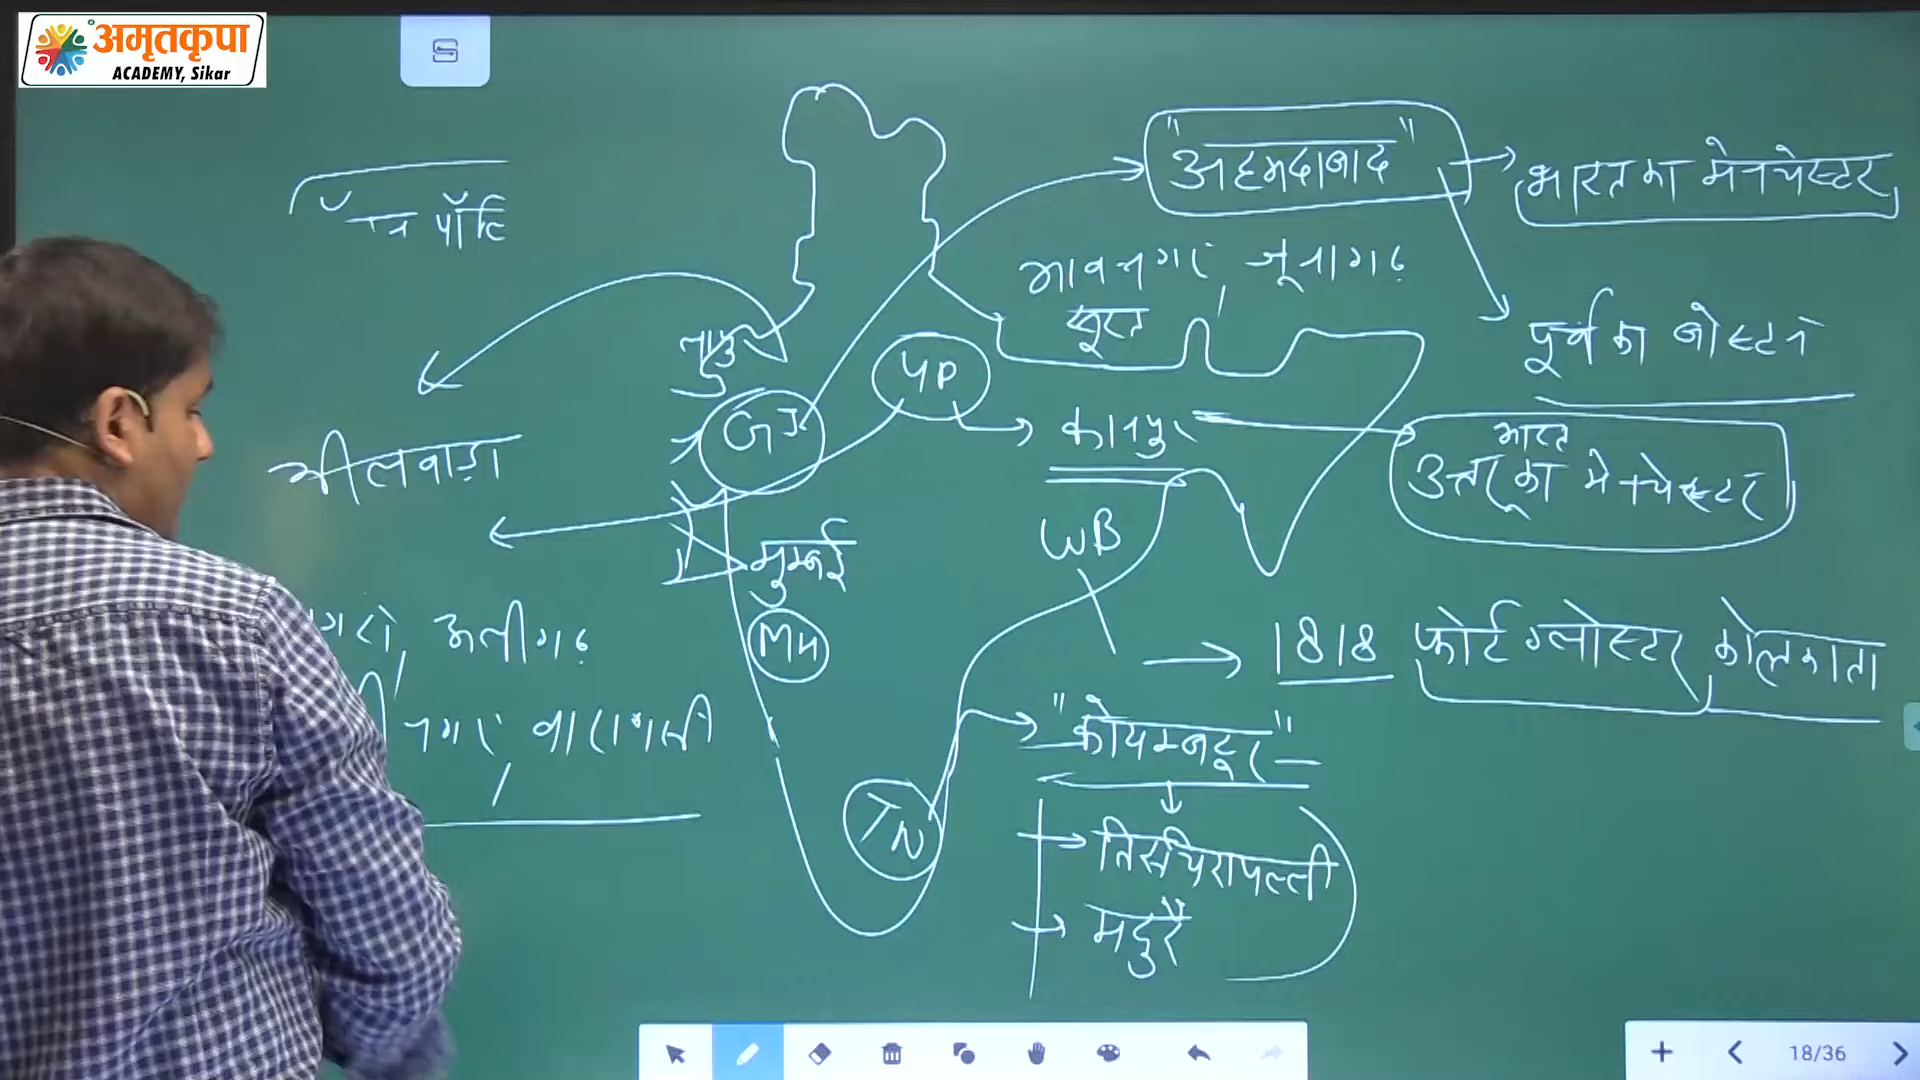 अमृतकृपा
ACADEMY, Sikar
"अहमदाबाद"
भारत का मेनचेस्टर
भावनगर, जूनागढ़
सूरत
पूर्व का बोस्टन
UP
GJ
कानपुर
भारत
उत्तर का मेनचेस्टर
भीलवाड़ा
WB
मुम्बई
MH
1818 फोर्ट ग्लोस्टर कोलकाता
अलीगढ़
वाराणसी
"कोयम्बटूर"
TN
तिरुचिरापल्ली
मदुरै
18/36